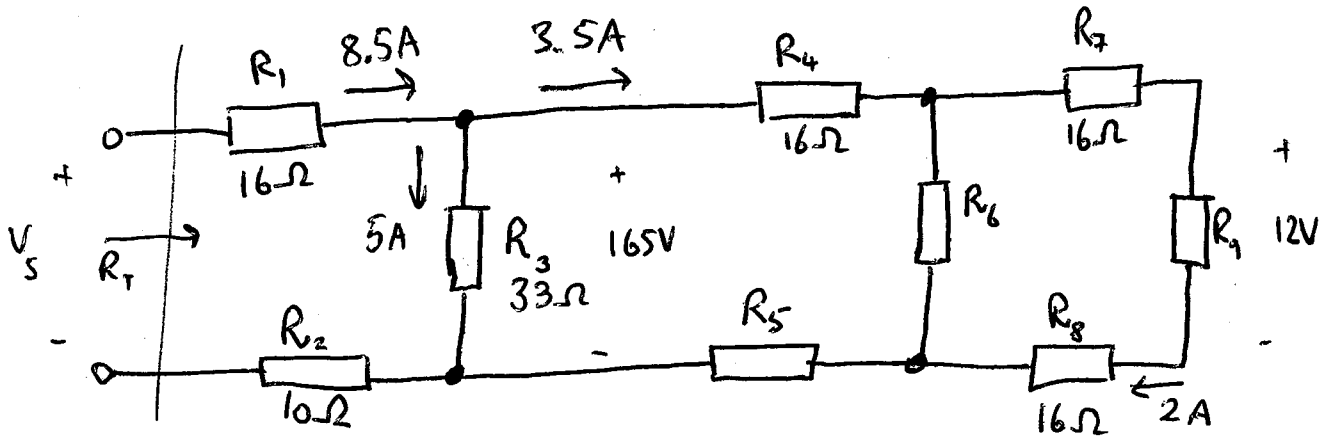 R₁
8.5A
3.5A
R₄
R₇
16Ω
16Ω
16Ω
+
Vs
-
RT
5A
R₃
33Ω
+
165V
-
R₆
R₉
+
12V
-
R₂
10Ω
R₅
R₈
16Ω
2A